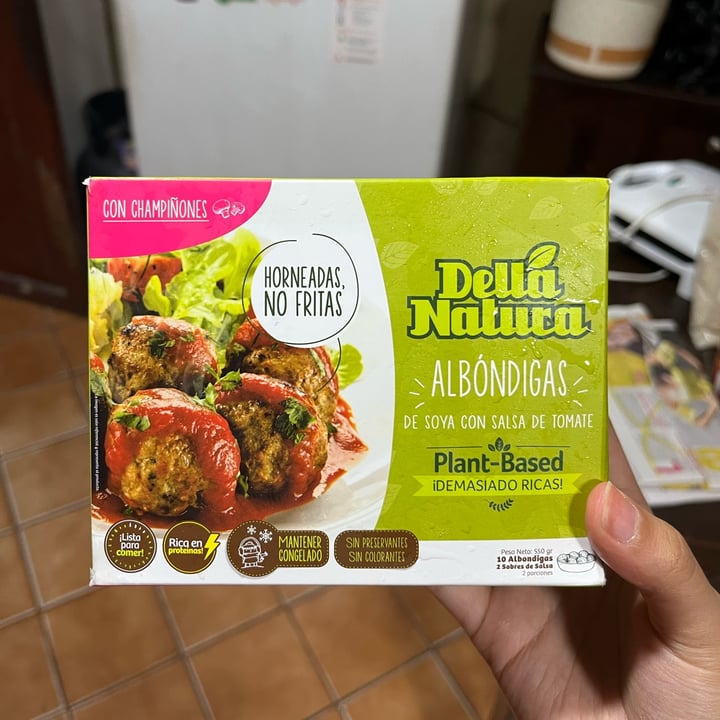 CON CHAMPIÑONES
HORNEADAS,
NO FRITAS
Della
Natura
ALBÓNDIGAS
DE SOYA CON SALSA DE TOMATE
Plant-Based
¡DEMASIADO RICAS!
¡Lista
para
comer!
Rica en
proteínas!
MANTENER
CONGELADO
SIN PRESERVANTES
SIN COLORANTES
Peso Neto: 550 gr
10 Albondigas
2 Sobres de Salsa
2 porciones